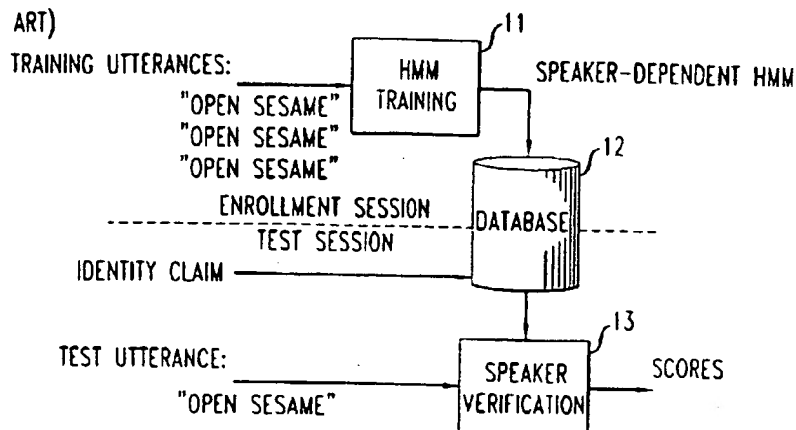 ART)
11
TRAINING UTTERANCES:
HMM
TRAINING
SPEAKER-DEPENDENT HMM
"OPEN SESAME"
"OPEN SESAME"
"OPEN SESAME"
12
ENROLLMENT SESSION
DATABASE
TEST SESSION
IDENTITY CLAIM
13
TEST UTTERANCE:
SPEAKER
VERIFICATION
SCORES
"OPEN SESAME"